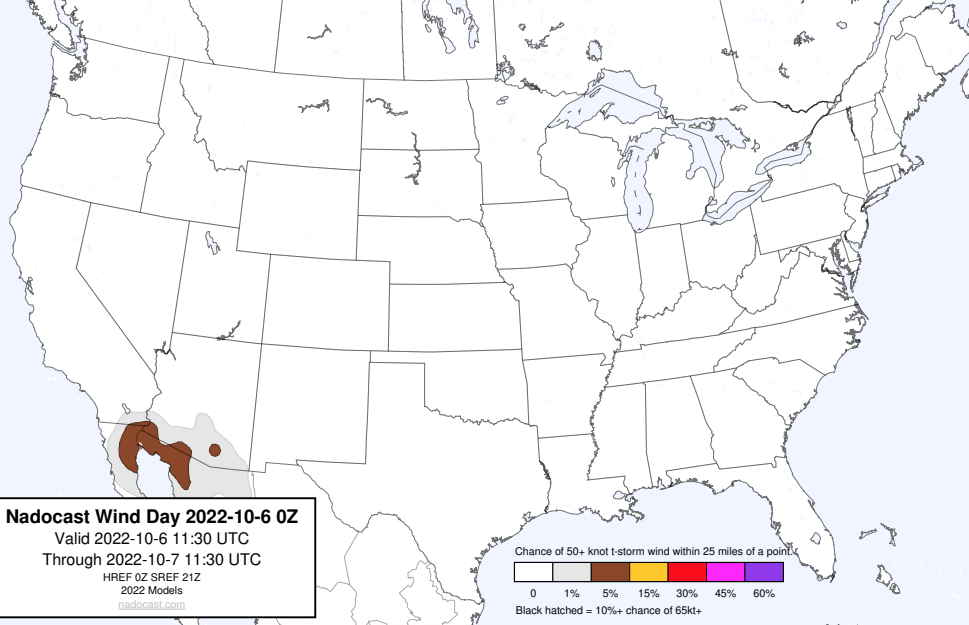 Nadocast Wind Day 2022-10-6 0Z
Valid 2022-10-6 11:30 UTC
Through 2022-10-7 11:30 UTC
HREF 0Z SREF 21Z
2022 Models
nadocast.com
Chance of 50+ knot t-storm wind within 25 miles of a point.
0 1% 5% 15% 30% 45% 60%
Black hatched = 10%+ chance of 65kt+